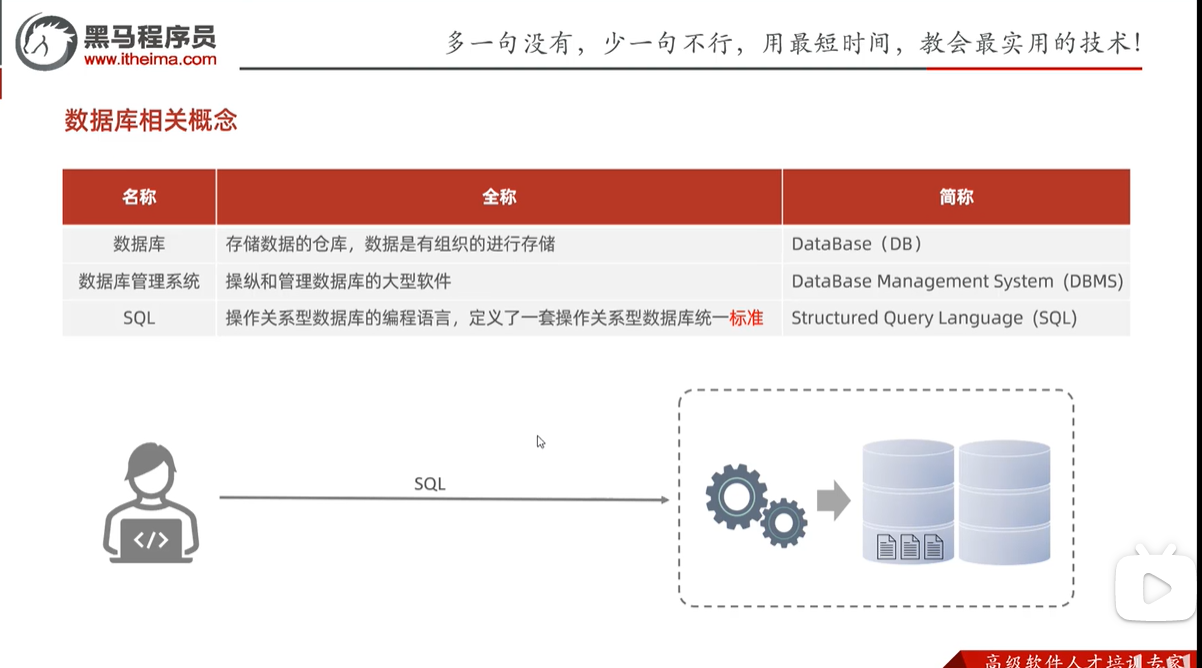 黑马程序员
www.itheima.com
多一句没有，少一句不行，用最短时间，教会最实用的技术！
数据库相关概念
名称 全称 简称
数据库 存储数据的仓库，数据是有组织的进行存储 DataBase（DB）
数据库管理系统 操纵和管理数据库的大型软件 DataBase Management System (DBMS)
SQL 操作关系型数据库的编程语言，定义了一套操作关系型数据库统一标准 Structured Query Language (SQL)
SQL
</>
高级软件人才培训专家